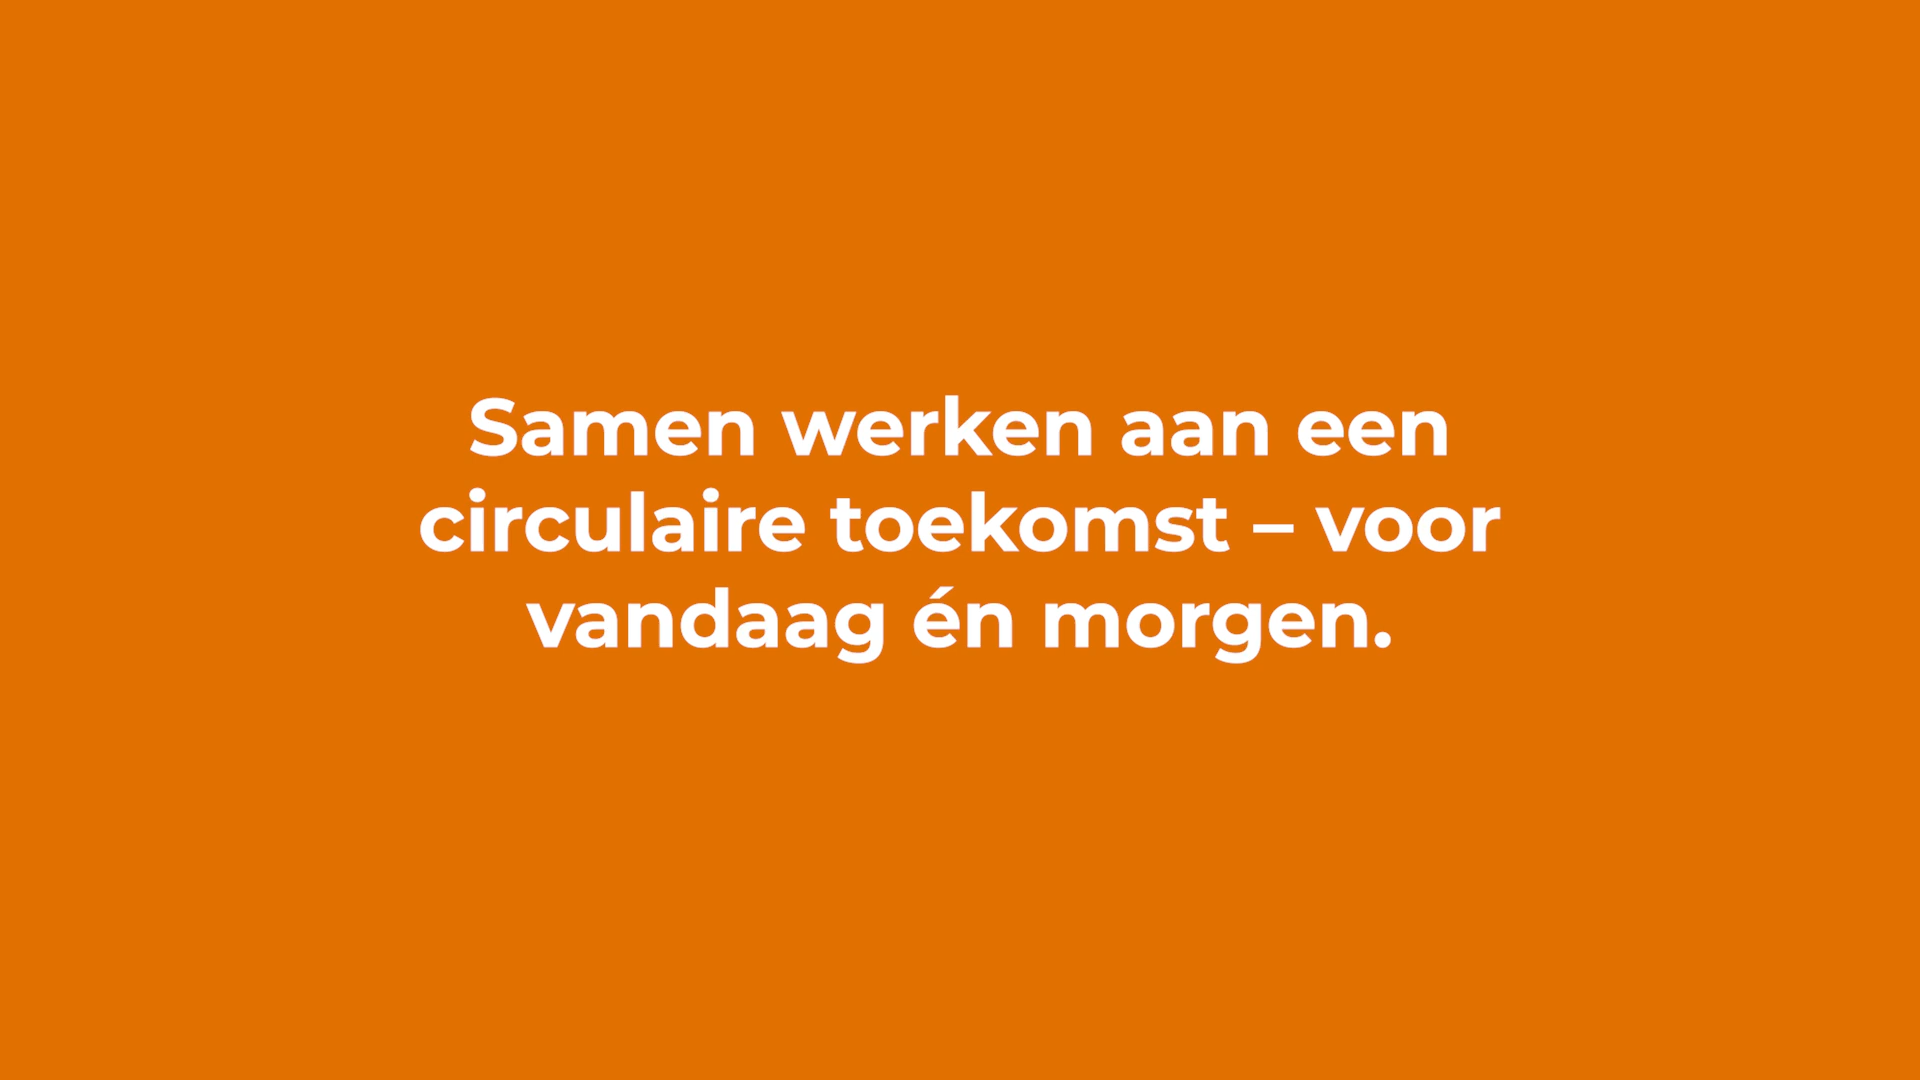 Samen werken aan een
circulaire toekomst – voor
vandaag én morgen.